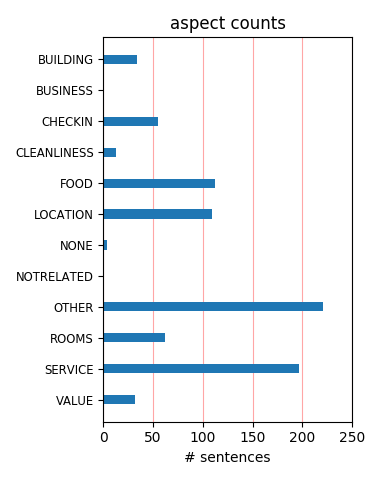 aspect counts
BUILDING
BUSINESS
CHECKIN
CLEANLINESS
FOOD
LOCATION
NONE
NOTRELATED
OTHER
ROOMS
SERVICE
VALUE
0 50 100 150 200 250
# sentences